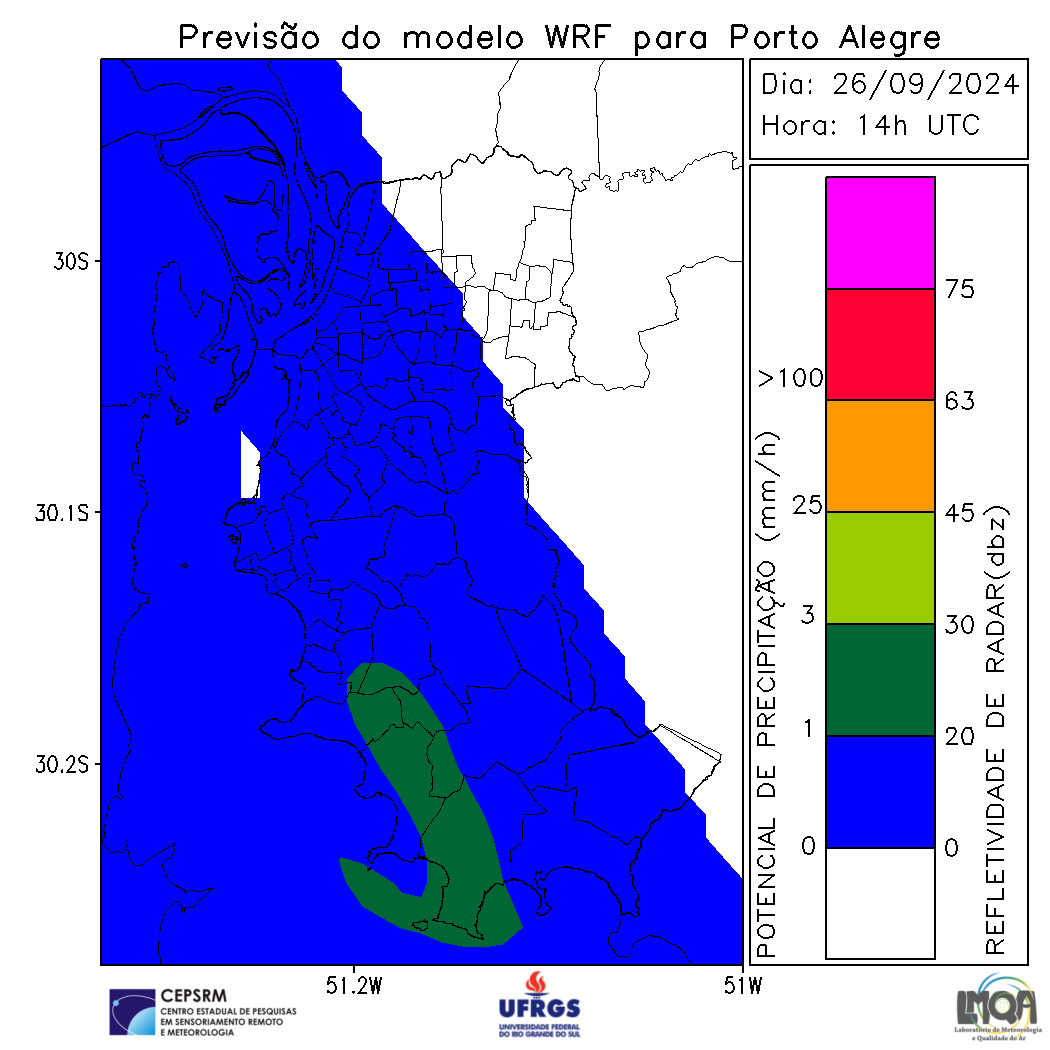 Previsão do modelo WRF para Porto Alegre
Dia: 26/09/2024
Hora: 14h UTC
30S
30.1S
30.2S
51.2W
51W
POTENCIAL DE PRECIPITAÇÃO (mm/h)
>100
25
3
1
0
75
63
45
30
20
0
REFLETIVIDADE DE RADAR(dbz)
CEPSRM
CENTRO ESTADUAL DE PESQUISAS
EM SENSORIAMENTO REMOTO
E METEOROLOGIA
UFRGS
UNIVERSIDADE FEDERAL
DO RIO GRANDE DO SUL
LMQA
Laboratório de Meteorologia
e Qualidade do Ar